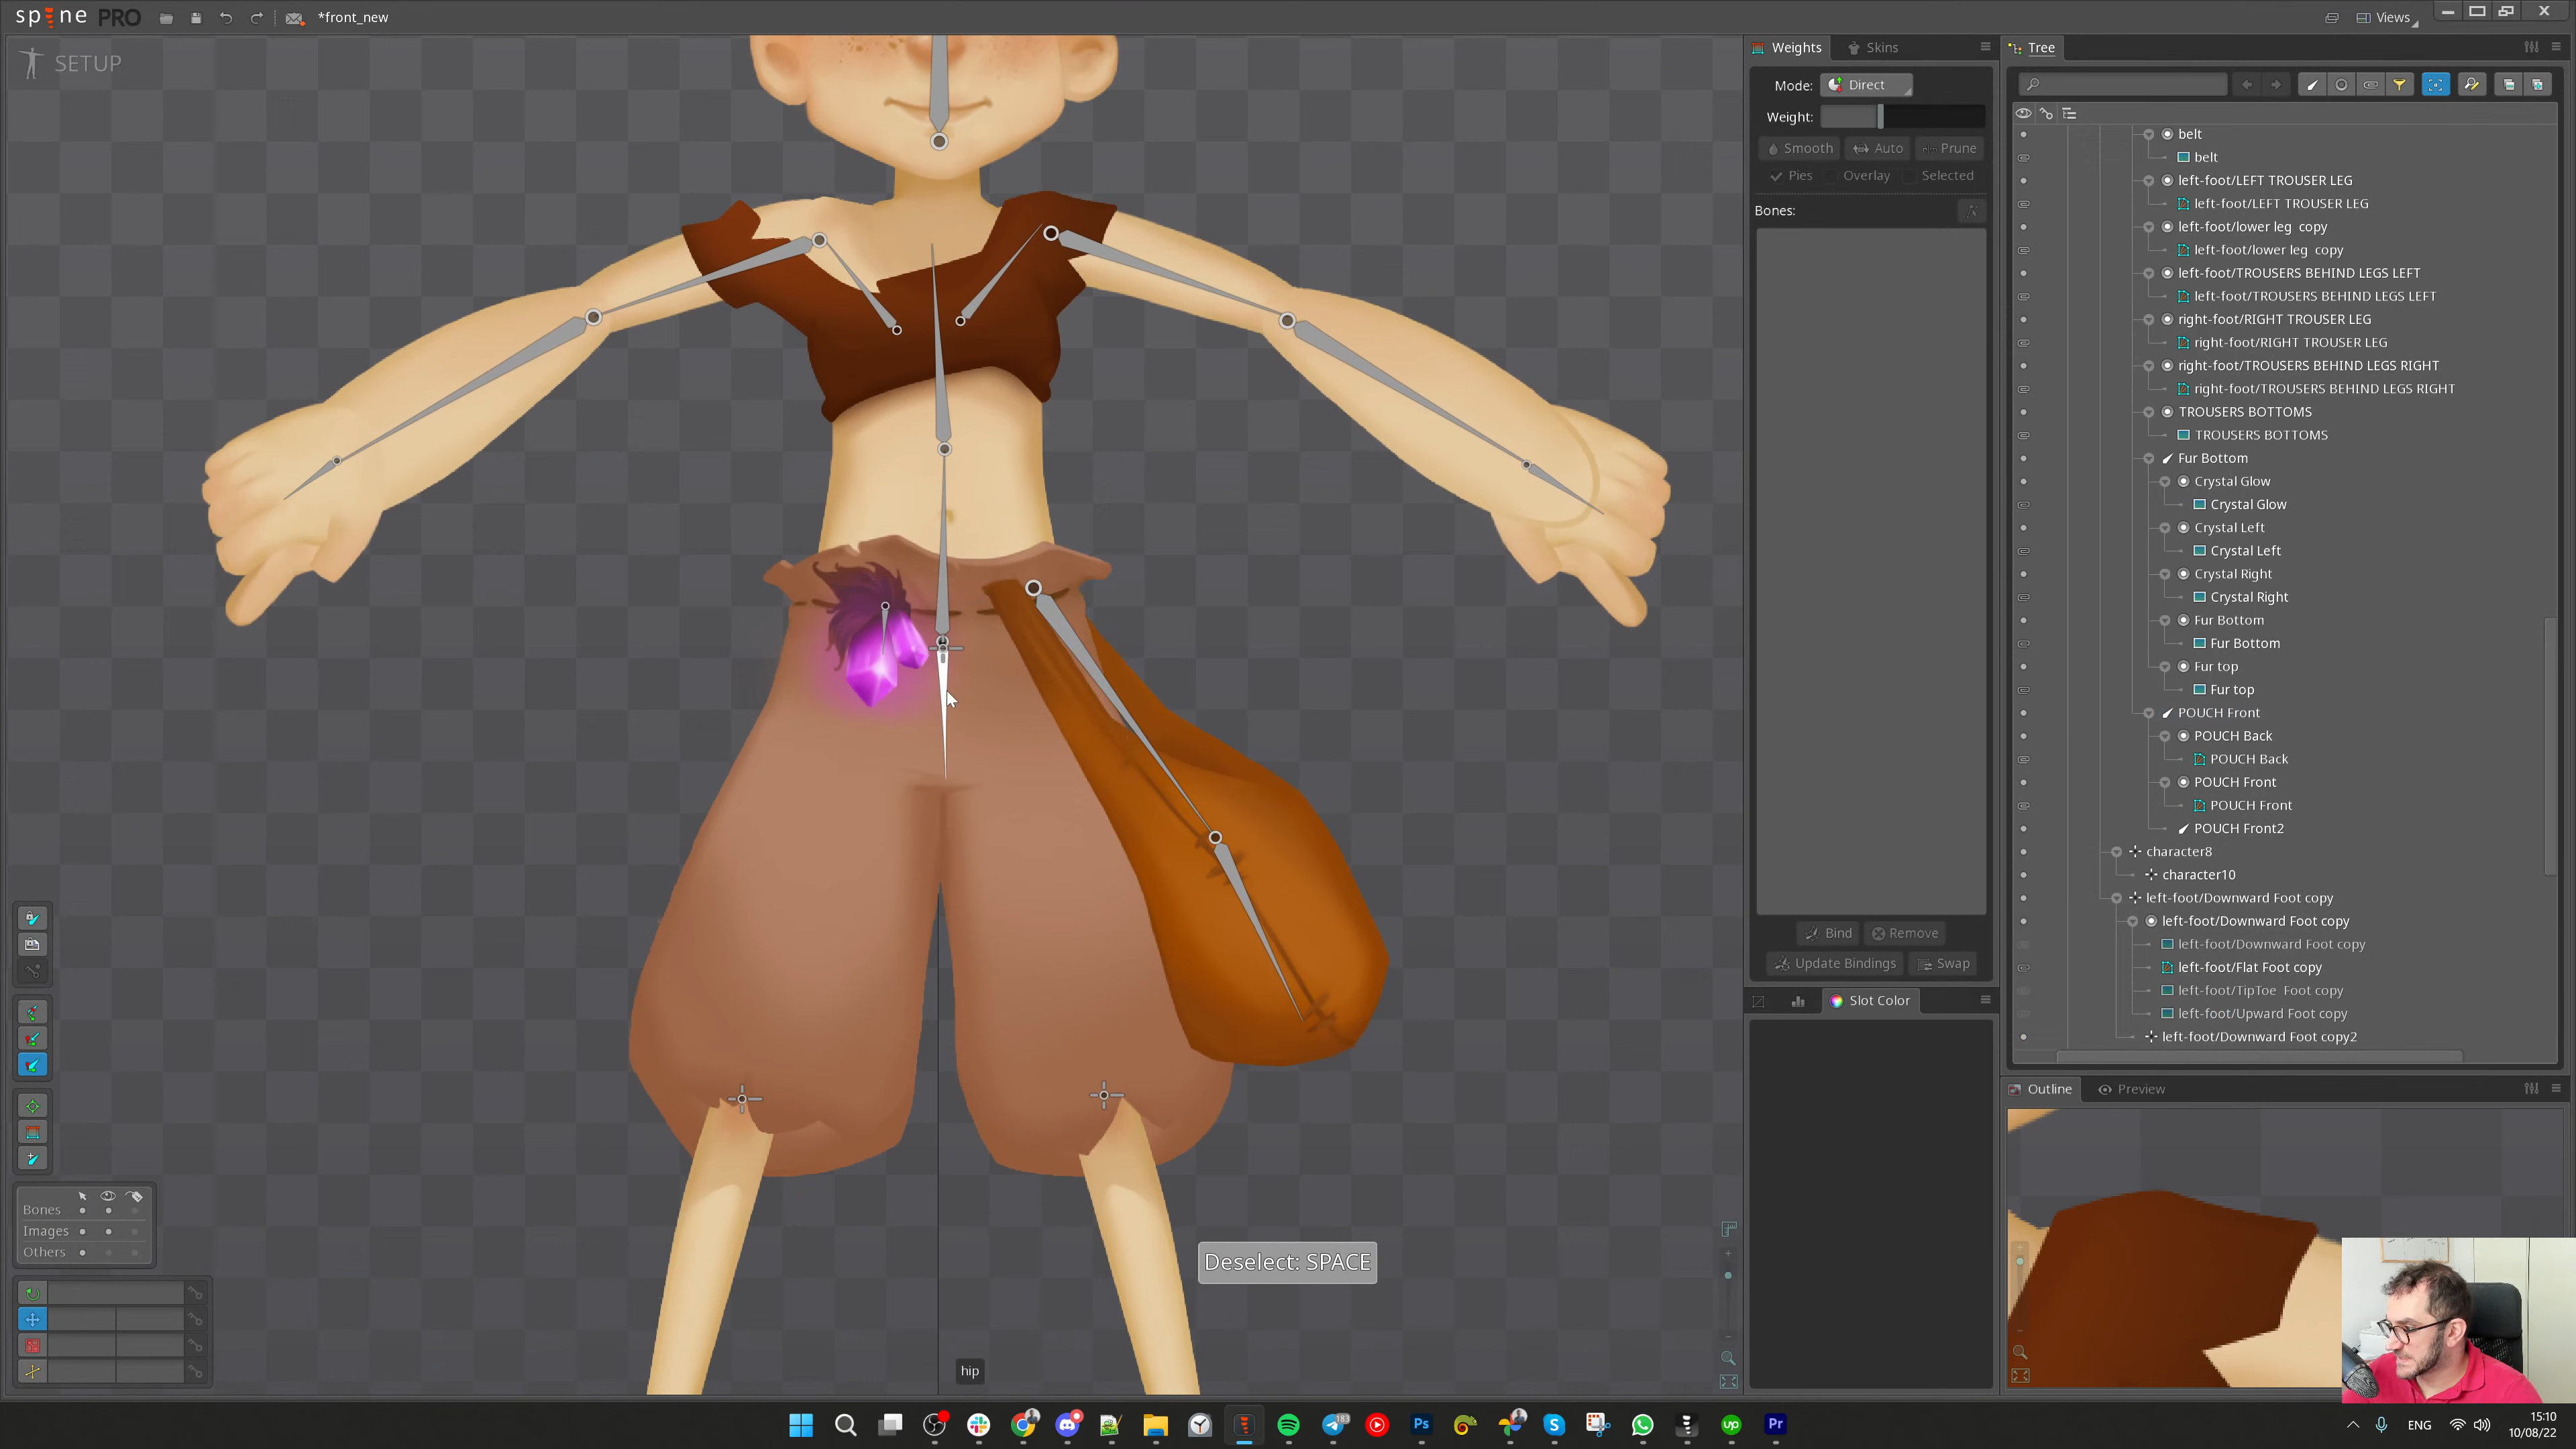 spine PRO
*front_new
Views
SETUP
Weights
Skins
Mode:
Direct
Weight:
Smooth
Auto
Prune
Pies
Overlay
Selected
Bones:
Bind
Remove
Update Bindings
Swap
Slot Color
Tree
belt
belt
left-foot/LEFT TROUSER LEG
left-foot/LEFT TROUSER LEG
left-foot/lower leg  copy
left-foot/lower leg  copy
left-foot/TROUSERS BEHIND LEGS LEFT
left-foot/TROUSERS BEHIND LEGS LEFT
right-foot/RIGHT TROUSER LEG
right-foot/RIGHT TROUSER LEG
right-foot/TROUSERS BEHIND LEGS RIGHT
right-foot/TROUSERS BEHIND LEGS RIGHT
TROUSERS BOTTOMS
TROUSERS BOTTOMS
Fur Bottom
Crystal Glow
Crystal Glow
Crystal Left
Crystal Left
Crystal Right
Crystal Right
Fur Bottom
Fur Bottom
Fur top
Fur top
POUCH Front
POUCH Back
POUCH Back
POUCH Front
POUCH Front
POUCH Front2
character8
character10
left-foot/Downward Foot copy
left-foot/Downward Foot copy
left-foot/Downward Foot copy
left-foot/Flat Foot copy
left-foot/TipToe  Foot copy
left-foot/Upward Foot copy
left-foot/Downward Foot copy2
Outline
Preview
Bones
Images
Others
Deselect: SPACE
hip
183
Ps
up
Pr
ENG
15:10
10/08/22